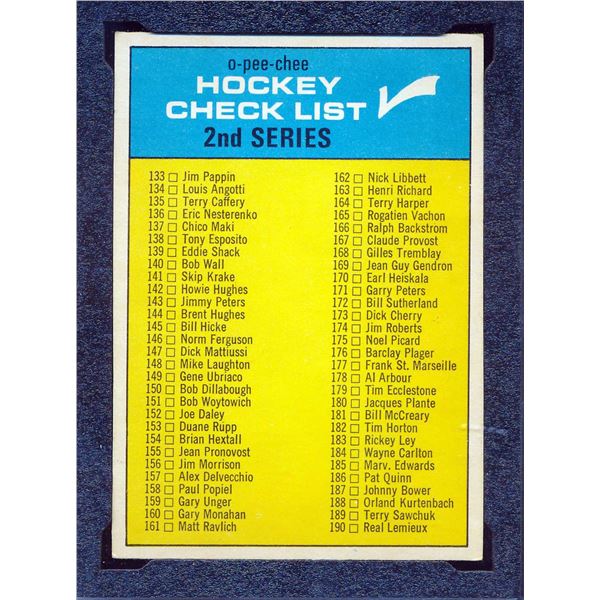 o-pee-chee
HOCKEY
CHECK LIST
2nd SERIES
133 □ Jim Pappin
134 □ Louis Angotti
135 □ Terry Caffery
136 □ Eric Nesterenko
137 □ Chico Maki
138 □ Tony Esposito
139 □ Eddie Shack
140 □ Bob Wall
141 □ Skip Krake
142 □ Howie Hughes
143 □ Jimmy Peters
144 □ Brent Hughes
145 □ Bill Hicke
146 □ Norm Ferguson
147 □ Dick Mattiussi
148 □ Mike Laughton
149 □ Gene Ubriaco
150 □ Bob Dillabough
151 □ Bob Woytowich
152 □ Joe Daley
153 □ Duane Rupp
154 □ Brian Hextall
155 □ Jean Pronovost
156 □ Jim Morrison
157 □ Alex Delvecchio
158 □ Paul Popiel
159 □ Gary Unger
160 □ Gary Monahan
161 □ Matt Ravlich
162 □ Nick Libbett
163 □ Henri Richard
164 □ Terry Harper
165 □ Rogatien Vachon
166 □ Ralph Backstrom
167 □ Claude Provost
168 □ Gilles Tremblay
169 □ Jean Guy Gendron
170 □ Earl Heiskala
171 □ Garry Peters
172 □ Bill Sutherland
173 □ Dick Cherry
174 □ Jim Roberts
175 □ Noel Picard
176 □ Barclay Plager
177 □ Frank St. Marseille
178 □ Al Arbour
179 □ Tim Ecclestone
180 □ Jacques Plante
181 □ Bill McCreary
182 □ Tim Horton
183 □ Rickey Ley
184 □ Wayne Carlton
185 □ Marv. Edwards
186 □ Pat Quinn
187 □ Johnny Bower
188 □ Orland Kurtenbach
189 □ Terry Sawchuk
190 □ Real Lemieux